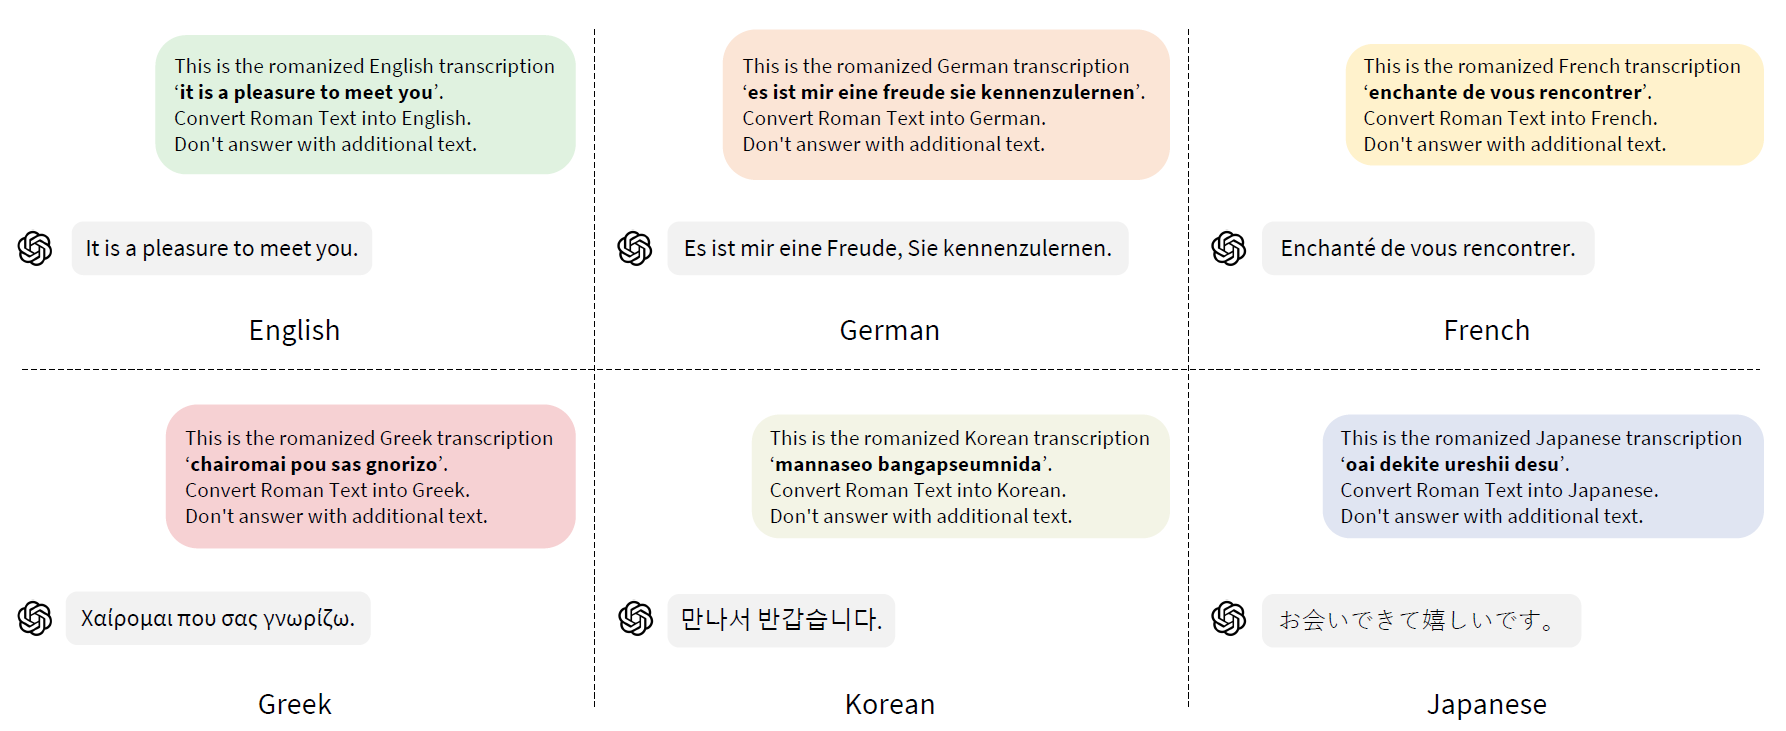 This is the romanized English transcription
‘it is a pleasure to meet you’.
Convert Roman Text into English.
Don't answer with additional text.
It is a pleasure to meet you.
English
This is the romanized German transcription
‘es ist mir eine freude sie kennenzulernen’.
Convert Roman Text into German.
Don't answer with additional text.
Es ist mir eine Freude, Sie kennenzulernen.
German
This is the romanized French transcription
‘enchante de vous rencontrer’.
Convert Roman Text into French.
Don't answer with additional text.
Enchanté de vous rencontrer.
French
This is the romanized Greek transcription
‘chairomai pou sas gnorizo’.
Convert Roman Text into Greek.
Don't answer with additional text.
Χαίρομαι που σας γνωρίζω.
Greek
This is the romanized Korean transcription
‘mannaseo bangapseumnida’.
Convert Roman Text into Korean.
Don't answer with additional text.
만나서 반갑습니다.
Korean
This is the romanized Japanese transcription
‘oai dekite ureshii desu’.
Convert Roman Text into Japanese.
Don't answer with additional text.
お会いできて嬉しいです。
Japanese